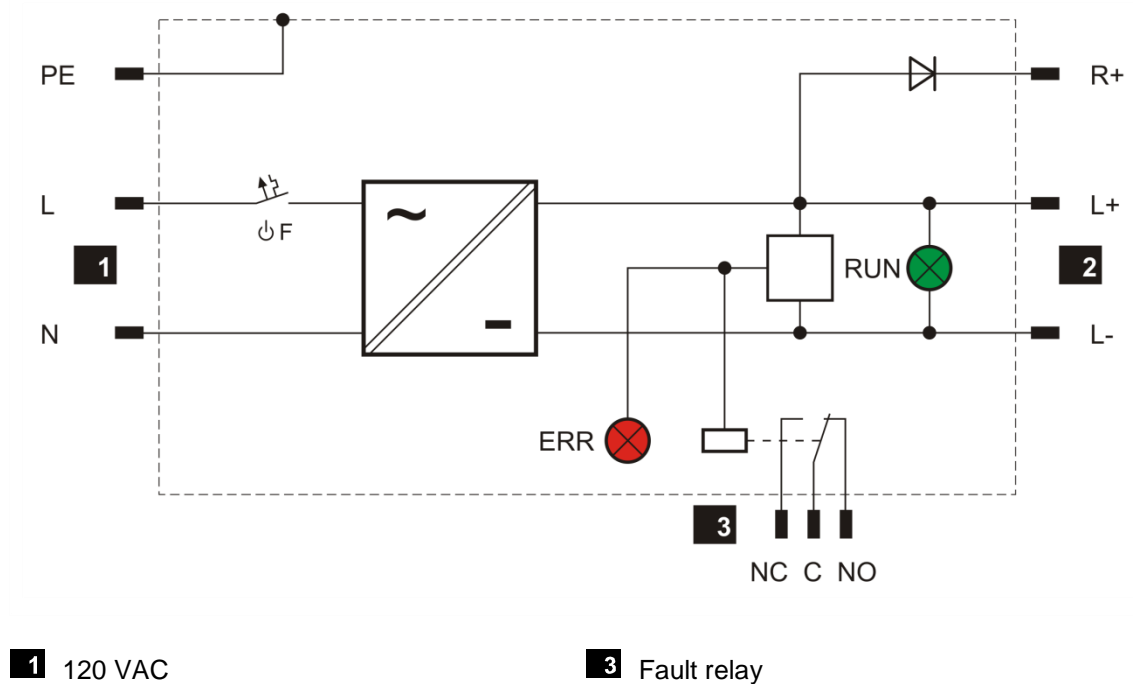 PE
R+
L
F
L+
1
RUN
2
~
-
N
L-
ERR
3
NC C NO
1 120 VAC
3 Fault relay